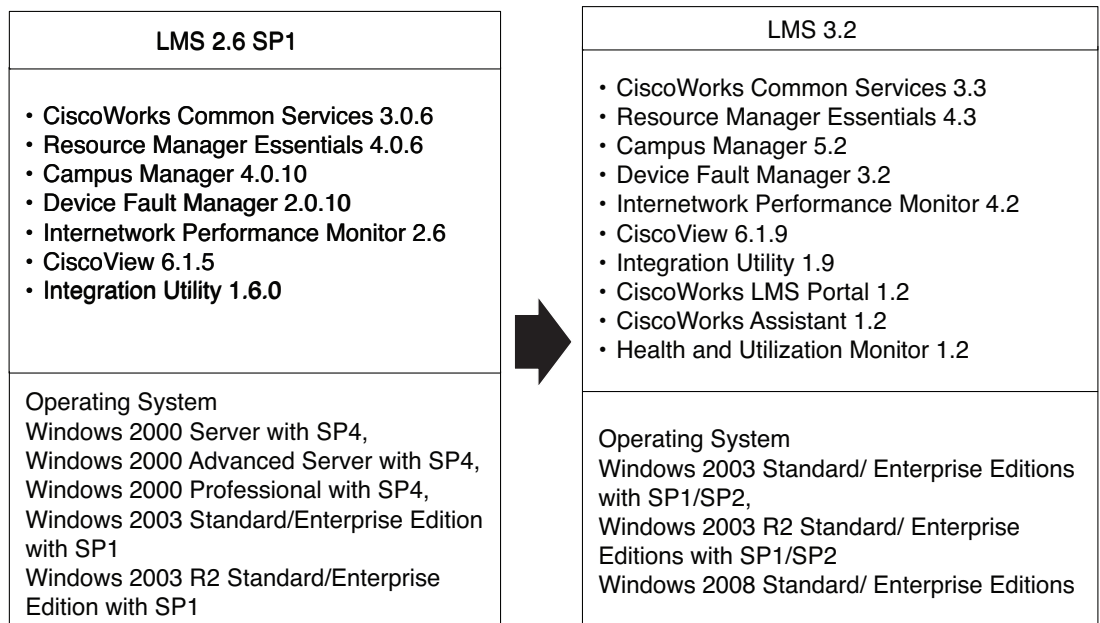 LMS 2.6 SP1
• CiscoWorks Common Services 3.0.6
• Resource Manager Essentials 4.0.6
• Campus Manager 4.0.10
• Device Fault Manager 2.0.10
• Internetwork Performance Monitor 2.6
• CiscoView 6.1.5
• Integration Utility 1.6.0
Operating System
Windows 2000 Server with SP4,
Windows 2000 Advanced Server with SP4,
Windows 2000 Professional with SP4,
Windows 2003 Standard/Enterprise Edition
with SP1
Windows 2003 R2 Standard/Enterprise
Edition with SP1
LMS 3.2
• CiscoWorks Common Services 3.3
• Resource Manager Essentials 4.3
• Campus Manager 5.2
• Device Fault Manager 3.2
• Internetwork Performance Monitor 4.2
• CiscoView 6.1.9
• Integration Utility 1.9
• CiscoWorks LMS Portal 1.2
• CiscoWorks Assistant 1.2
• Health and Utilization Monitor 1.2
Operating System
Windows 2003 Standard/ Enterprise Editions
with SP1/SP2,
Windows 2003 R2 Standard/ Enterprise
Editions with SP1/SP2
Windows 2008 Standard/ Enterprise Editions